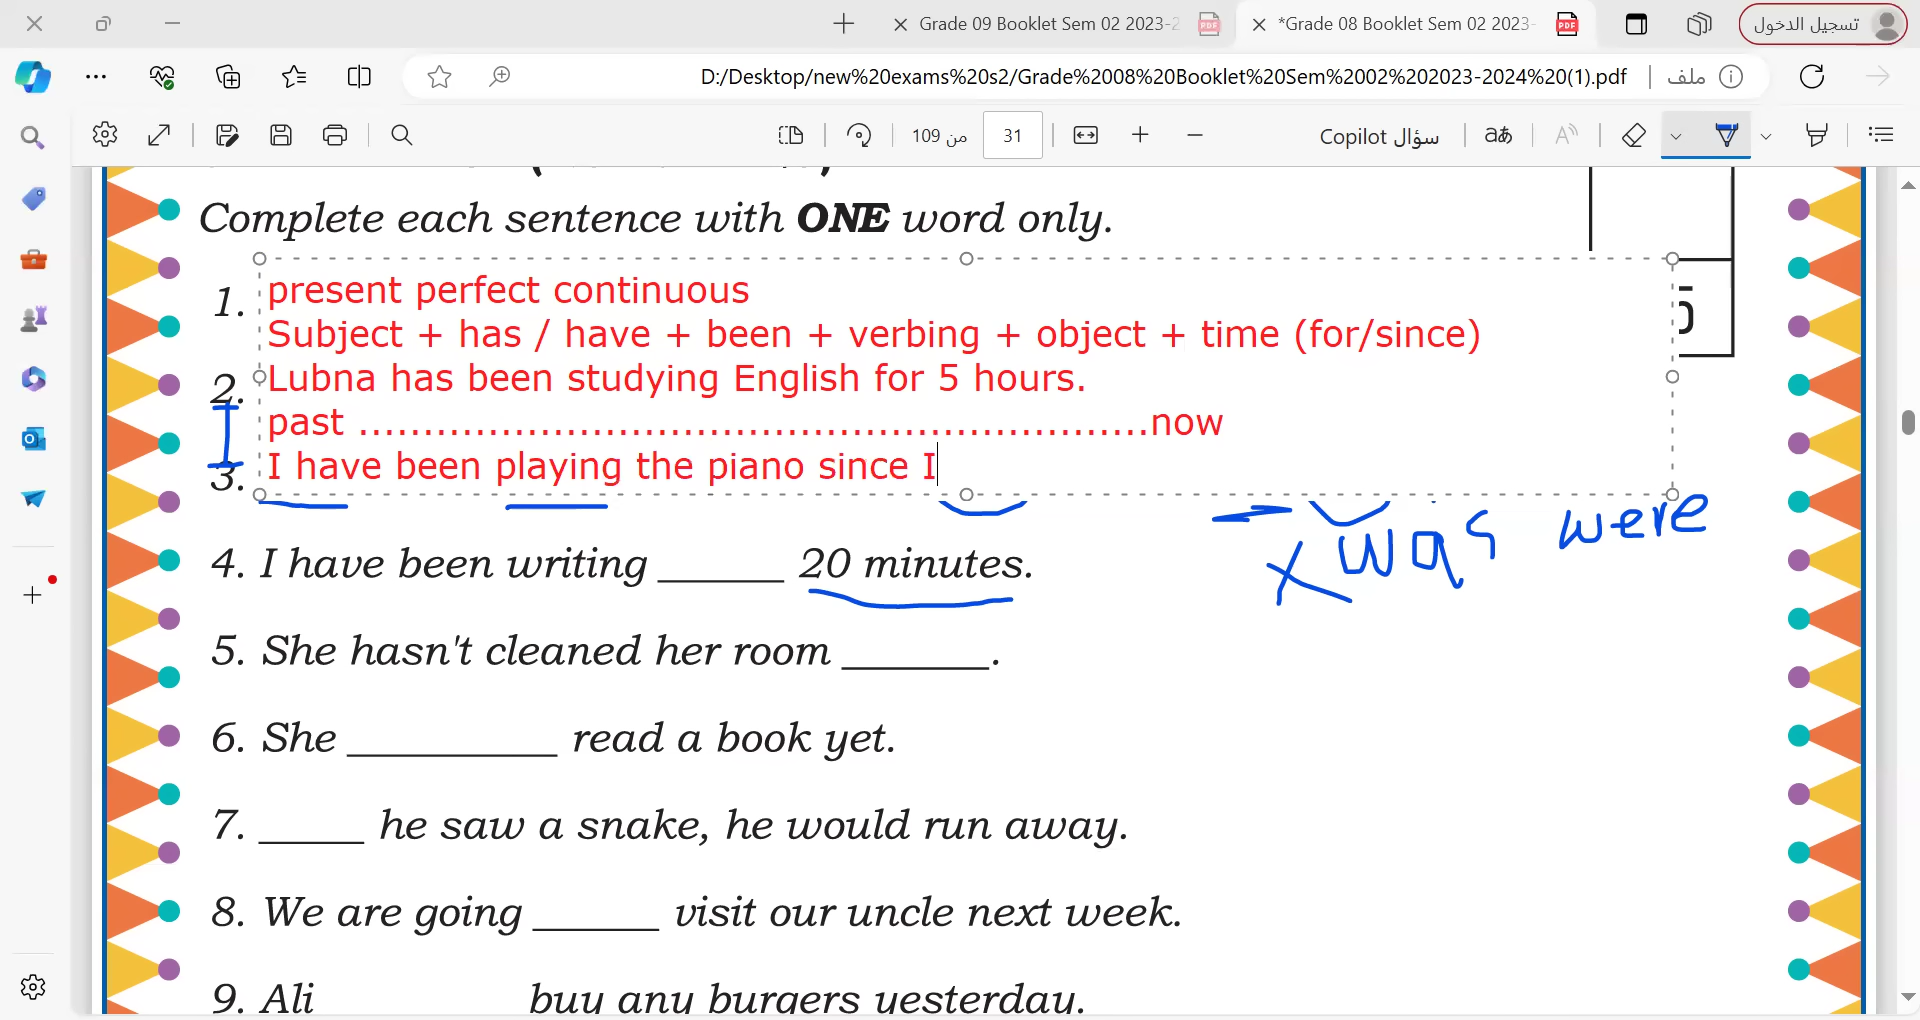 Grade 09 Booklet Sem 02 2023-2
*Grade 08 Booklet Sem 02 2023-
تسجيل الدخول
D:/Desktop/new%20exams%20s2/Grade%2008%20Booklet%20Sem%2002%202023-2024%20(1).pdf
ملف
109 من
31
سؤال Copilot
Complete each sentence with ONE word only.
1.
present perfect continuous
Subject + has / have + been + verbing + object + time (for/since)
5
2.
Lubna has been studying English for 5 hours.
past ..............................................................now
3.
I have been playing the piano since I
was were
4. I have been writing ______ 20 minutes.
5. She hasn't cleaned her room _______.
6. She __________ read a book yet.
7. _____ he saw a snake, he would run away.
8. We are going ______ visit our uncle next week.
9. Ali buy any burgers yesterday.